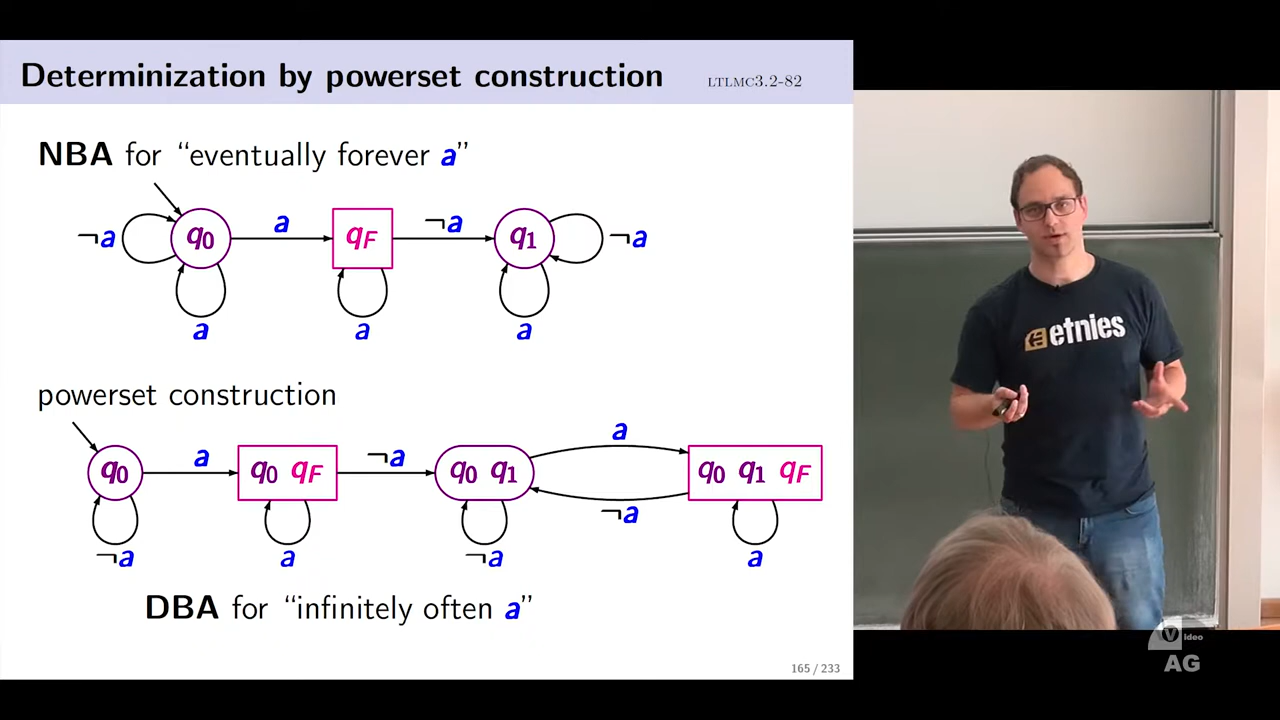 Determinization by powerset construction LTLMC3.2-82
NBA for “eventually forever a”
¬a q0 a qF ¬a q1 ¬a
a a a
powerset construction
q0 a q0 qF ¬a q0 q1 a q0 q1 qF
¬a
¬a a ¬a a
DBA for “infinitely often a”
165 / 233
etnies
Video
AG